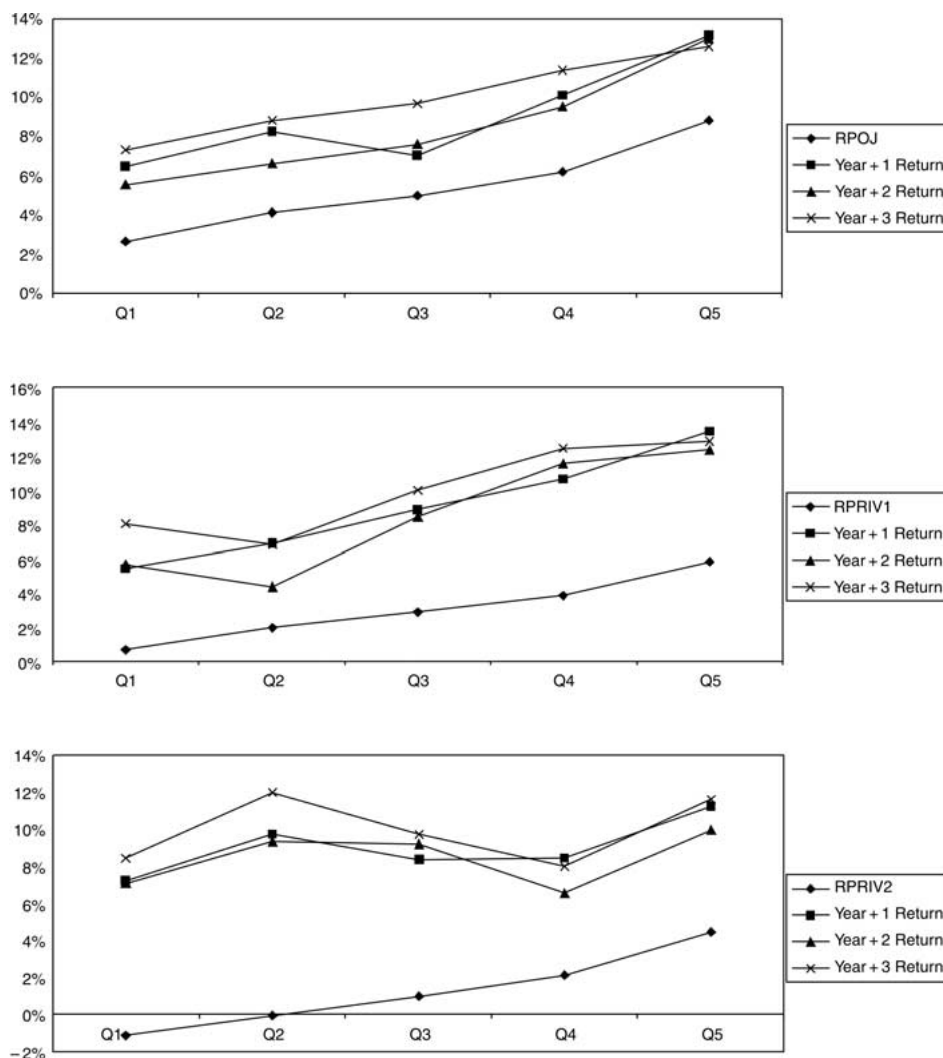 14%
12%
10%
8%
6%
4%
2%
0%
Q1 Q2 Q3 Q4 Q5
RPOJ
Year + 1 Return
Year + 2 Return
Year + 3 Return
16%
14%
12%
10%
8%
6%
4%
2%
0%
Q1 Q2 Q3 Q4 Q5
RPRIV1
Year + 1 Return
Year + 2 Return
Year + 3 Return
14%
12%
10%
8%
6%
4%
2%
0%
−2%
Q1 Q2 Q3 Q4 Q5
RPRIV2
Year + 1 Return
Year + 2 Return
Year + 3 Return